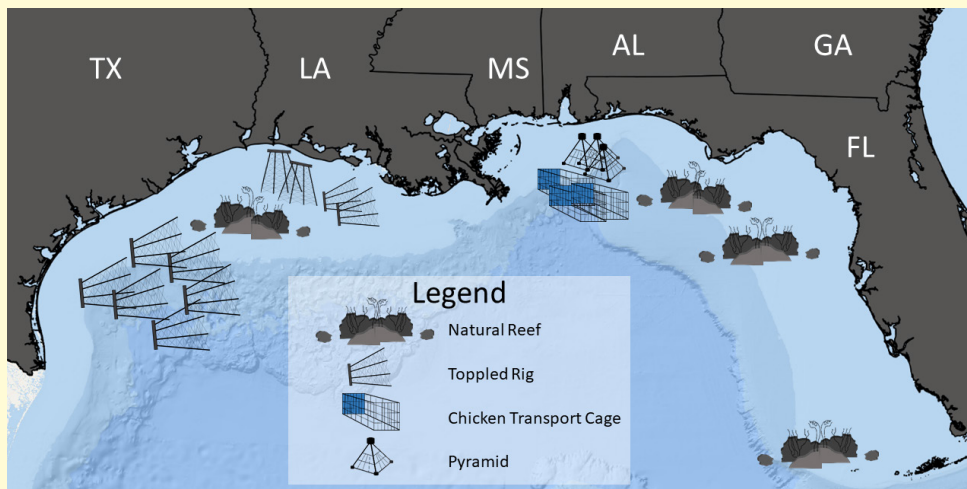 TX
LA
MS
AL
GA
FL
Legend
Natural Reef
Toppled Rig
Chicken Transport Cage
Pyramid